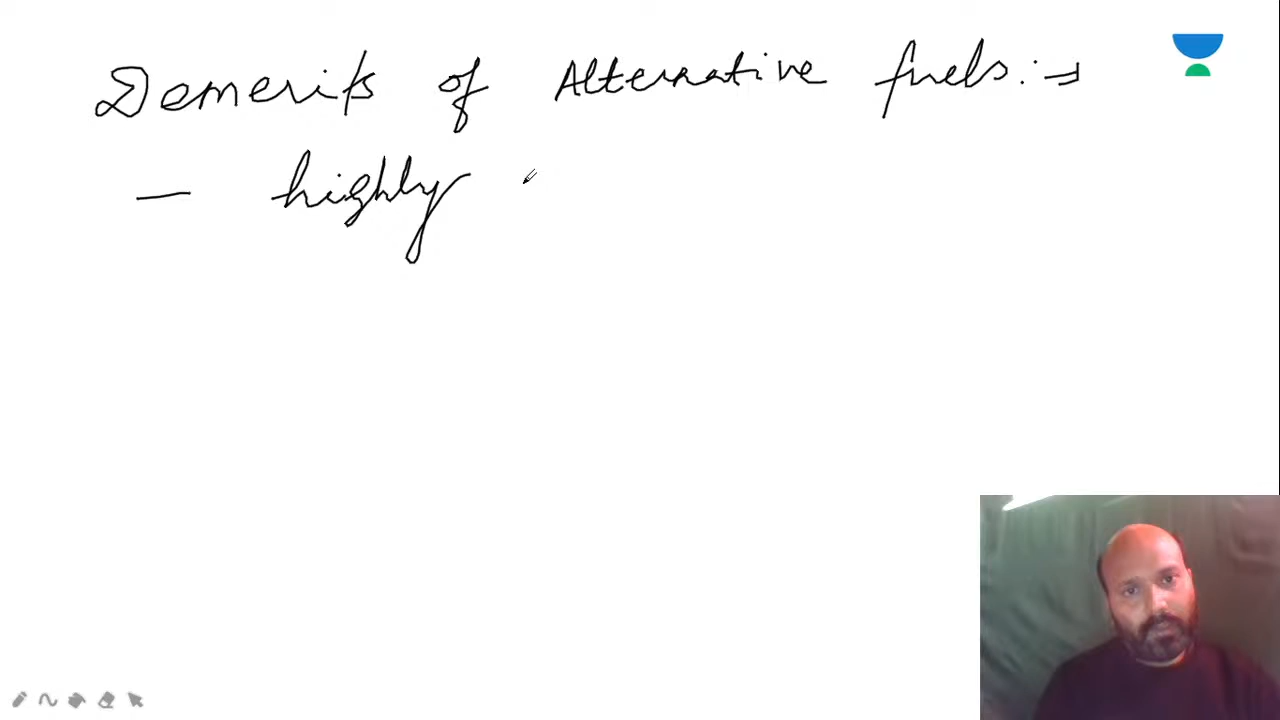 Demerits of Alternative fuels :→
— highly